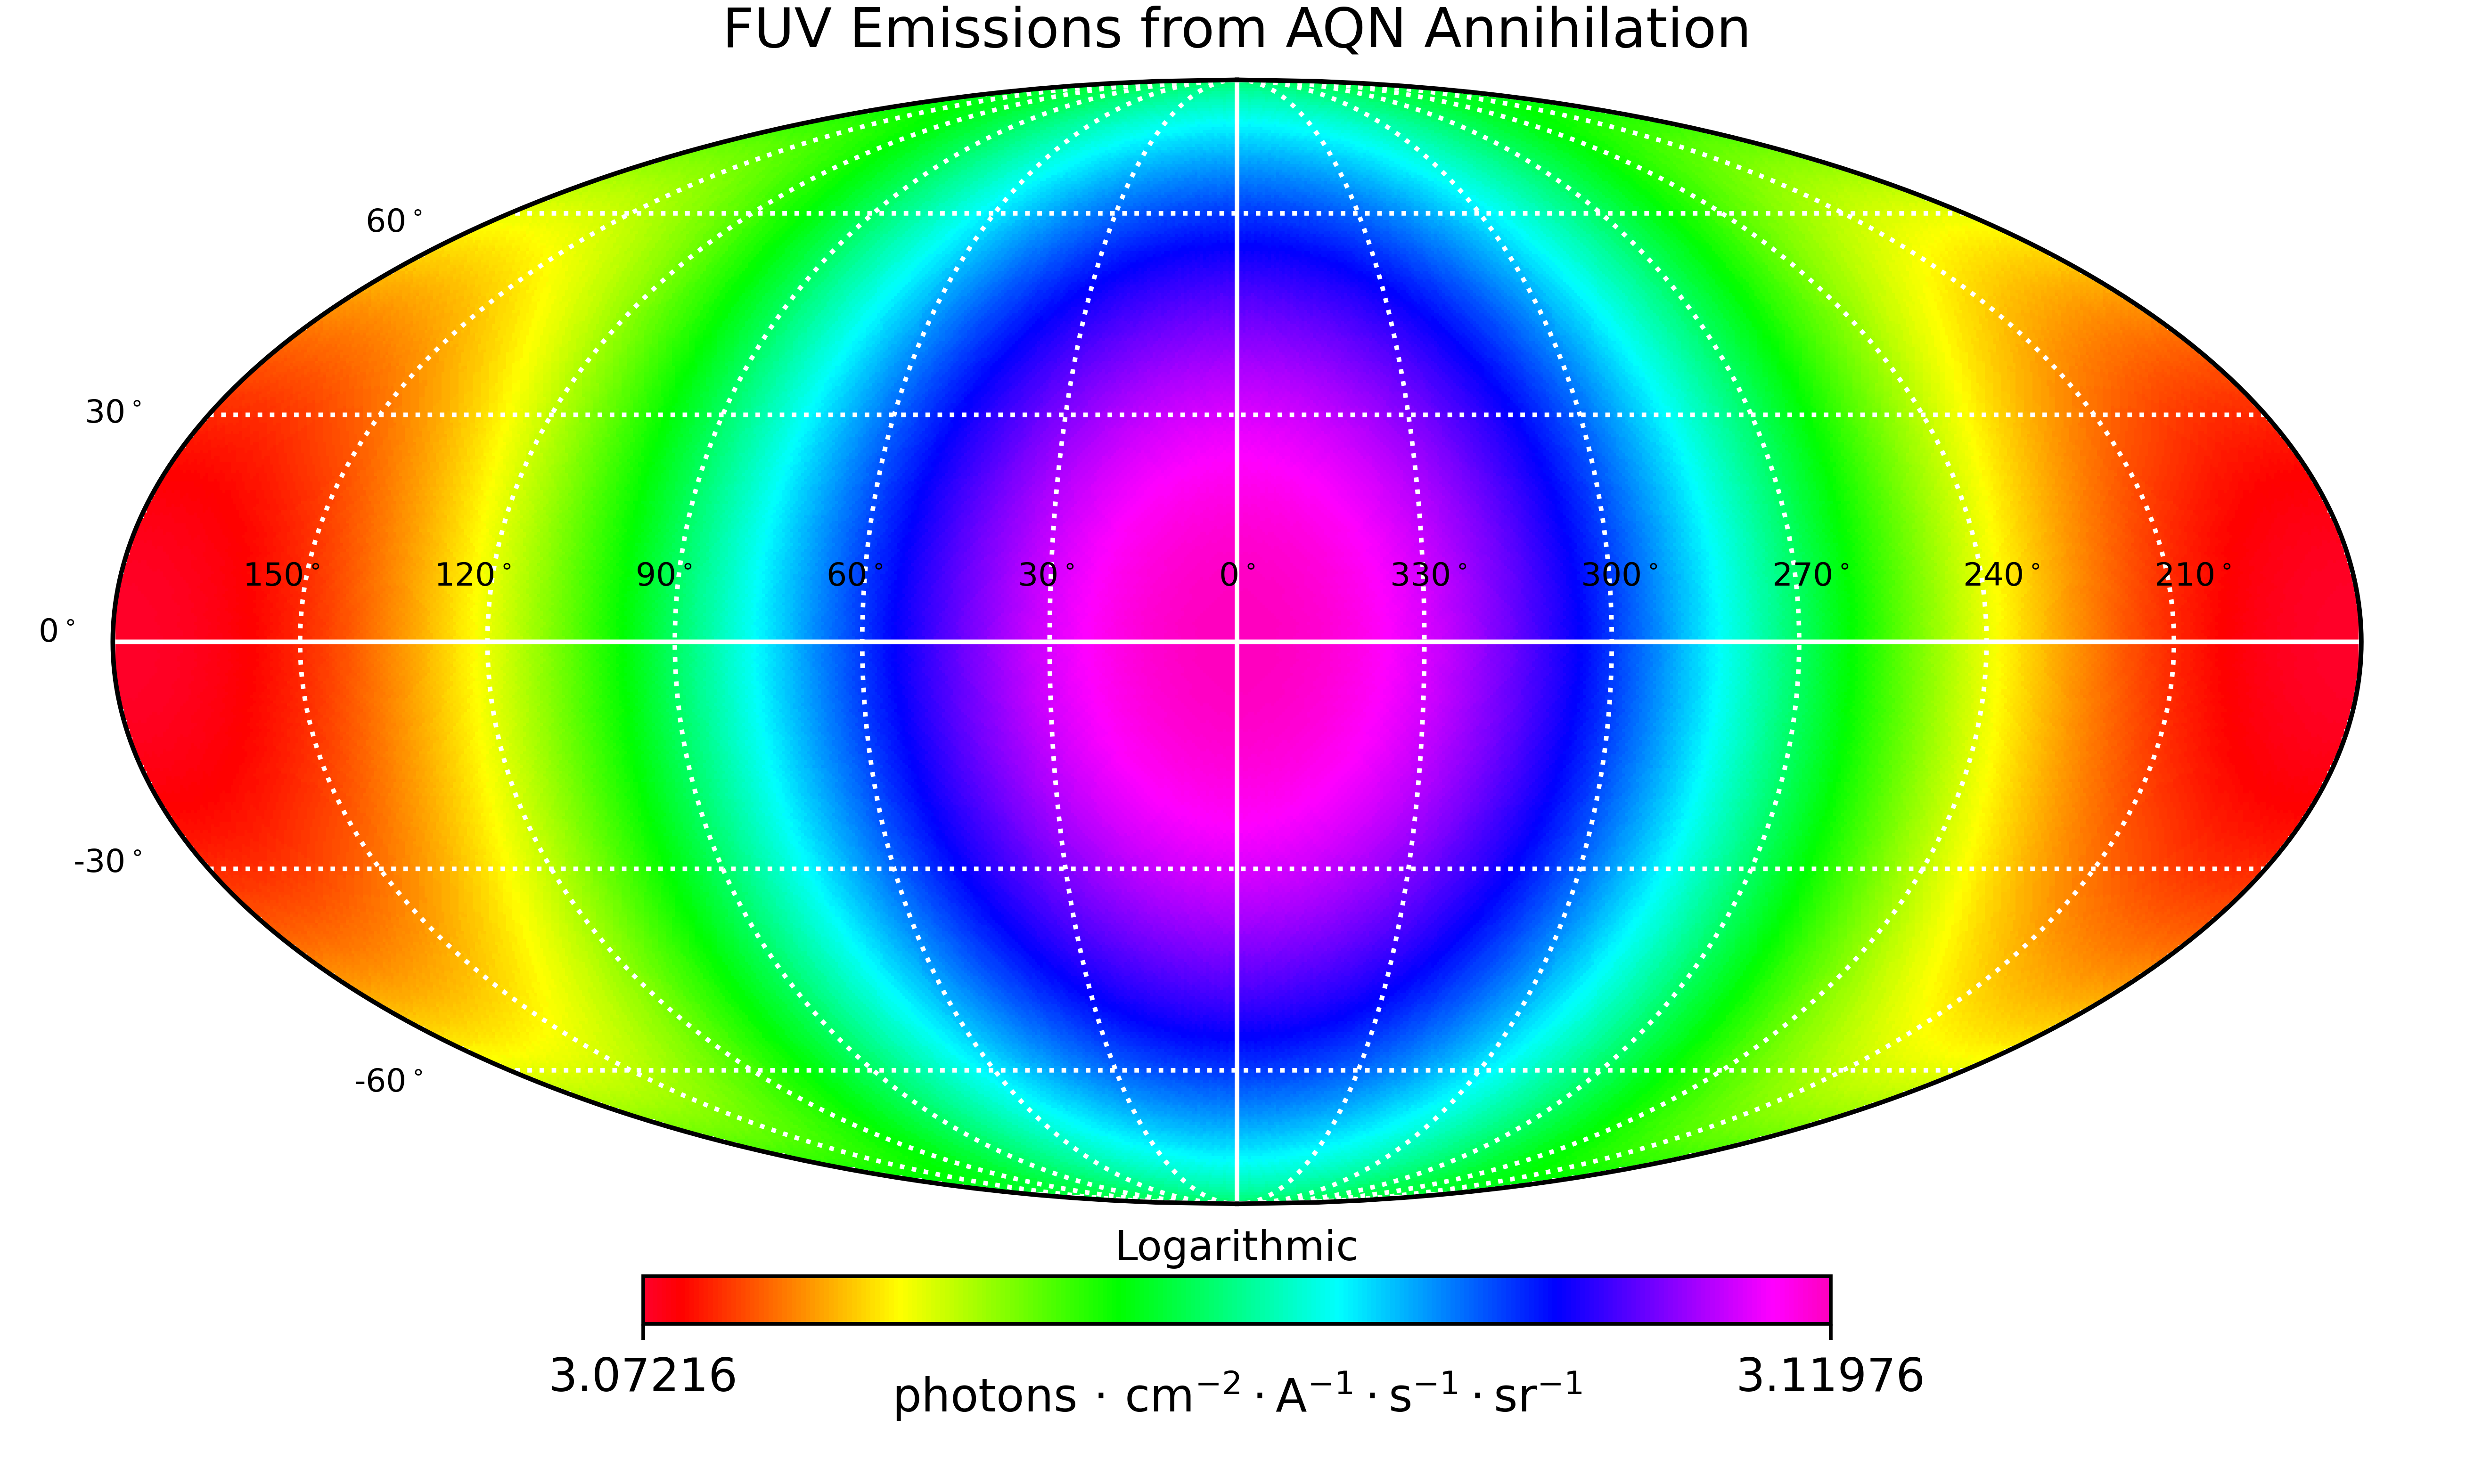 FUV Emissions from AQN Annihilation
60°
30°
150° 120° 90° 60° 30° 0° 330° 300° 270° 240° 210°
0°
-30°
-60°
Logarithmic
3.07216 photons · cm⁻² · A⁻¹ · s⁻¹ · sr⁻¹ 3.11976